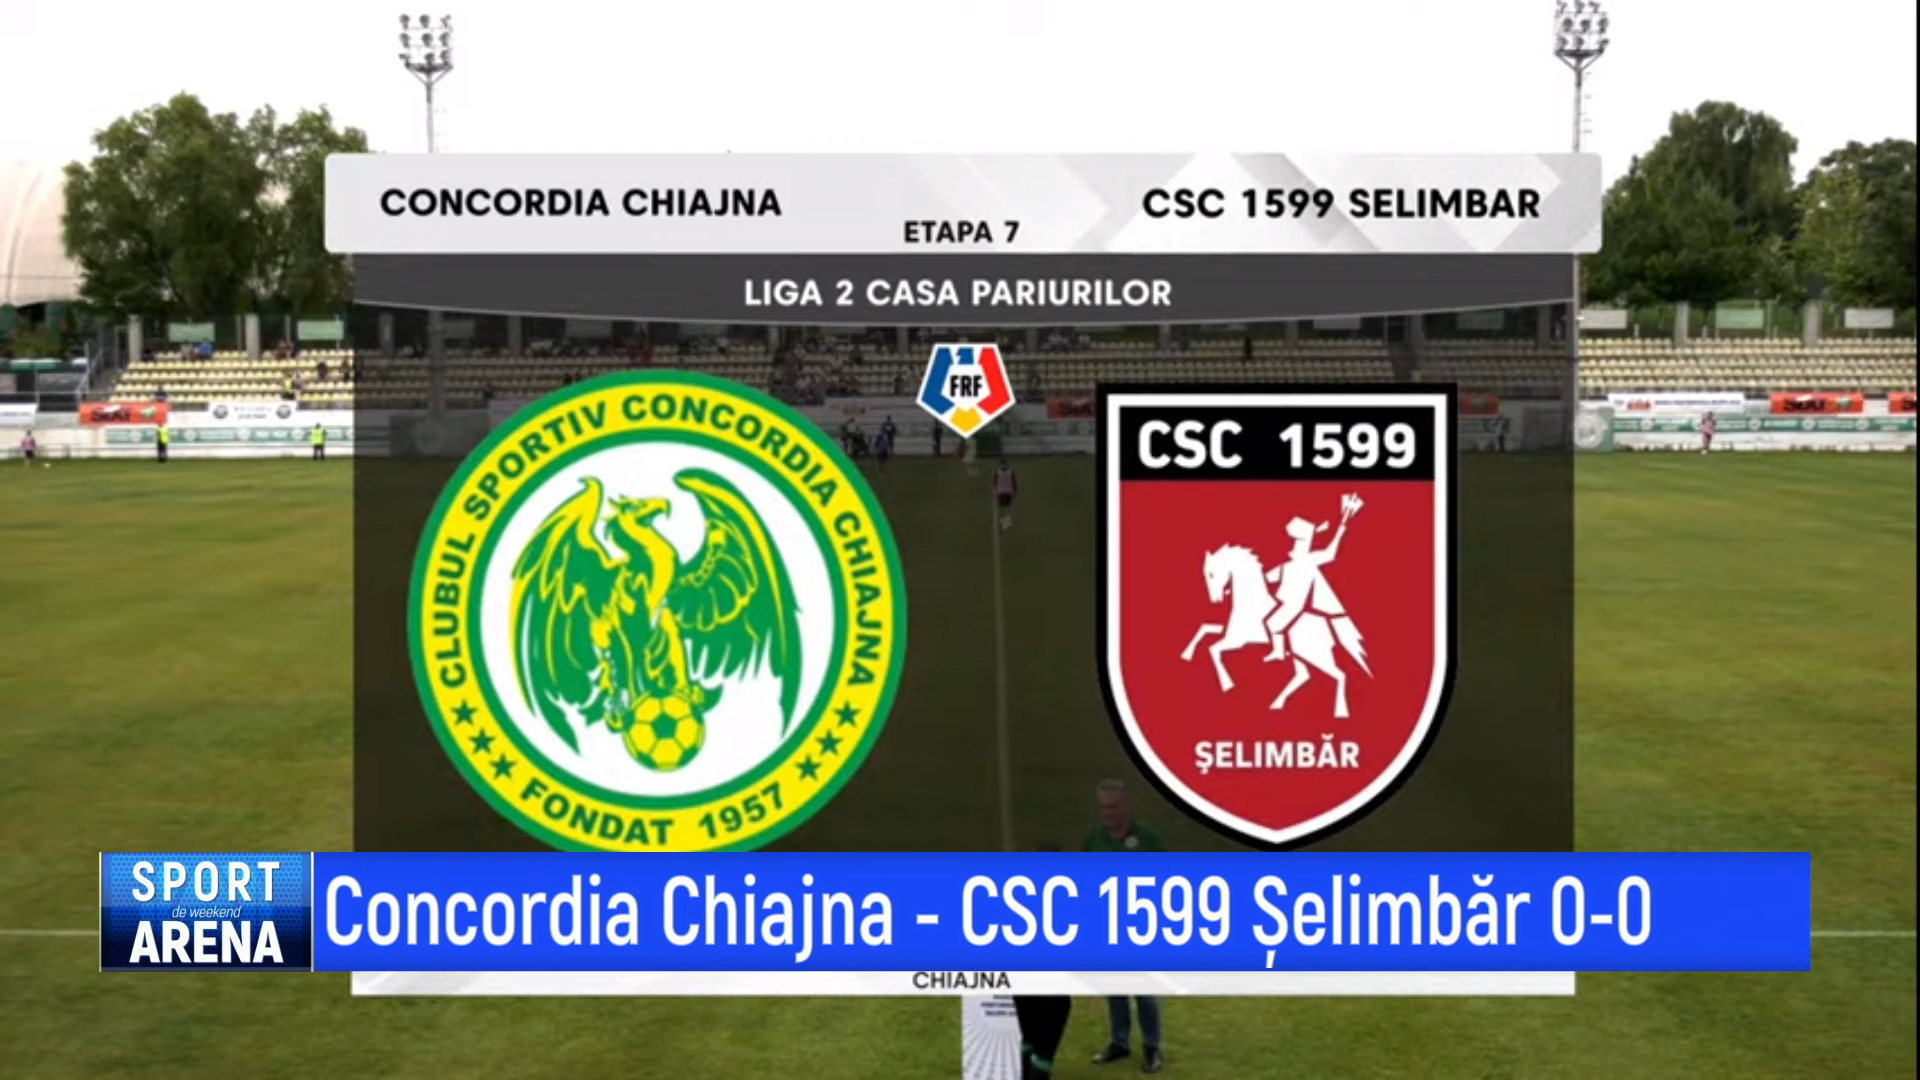 CONCORDIA CHIAJNA
CSC 1599 SELIMBAR
ETAPA 7
LIGA 2 CASA PARIURILOR
FRF
CLUBUL SPORTIV CONCORDIA CHIAJNA
FONDAT 1957
CSC 1599
ŞELIMBĂR
SPORT
de weekend
ARENA
Concordia Chiajna - CSC 1599 Șelimbăr 0-0
CHIAJNA